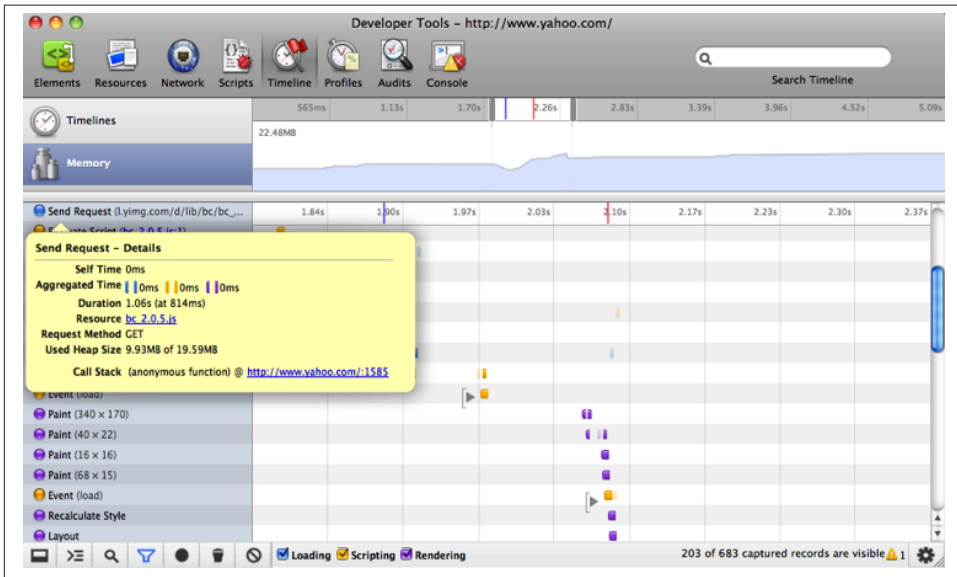 Developer Tools – http://www.yahoo.com/
Elements Resources Network Scripts Timeline Profiles Audits Console
Search Timeline
Timelines
565ms 1.13s 1.70s 2.26s 2.83s 3.39s 3.96s 4.52s 5.09s
22.48MB
Memory
Send Request (l.yimg.com/d/lib/bc/bc_...
1.84s 1.90s 1.97s 2.03s 2.10s 2.17s 2.23s 2.30s 2.37s
Send Request – Details
Self Time 0ms
Aggregated Time 0ms 0ms 0ms
Duration 1.06s (at 814ms)
Resource bc_2.0.5.js
Request Method GET
Used Heap Size 9.93MB of 19.59MB
Call Stack (anonymous function) @ http://www.yahoo.com/:1585
Event (load)
Paint (340 × 170)
Paint (40 × 22)
Paint (16 × 16)
Paint (68 × 15)
Event (load)
Recalculate Style
Layout
Loading Scripting Rendering
203 of 683 captured records are visible 1